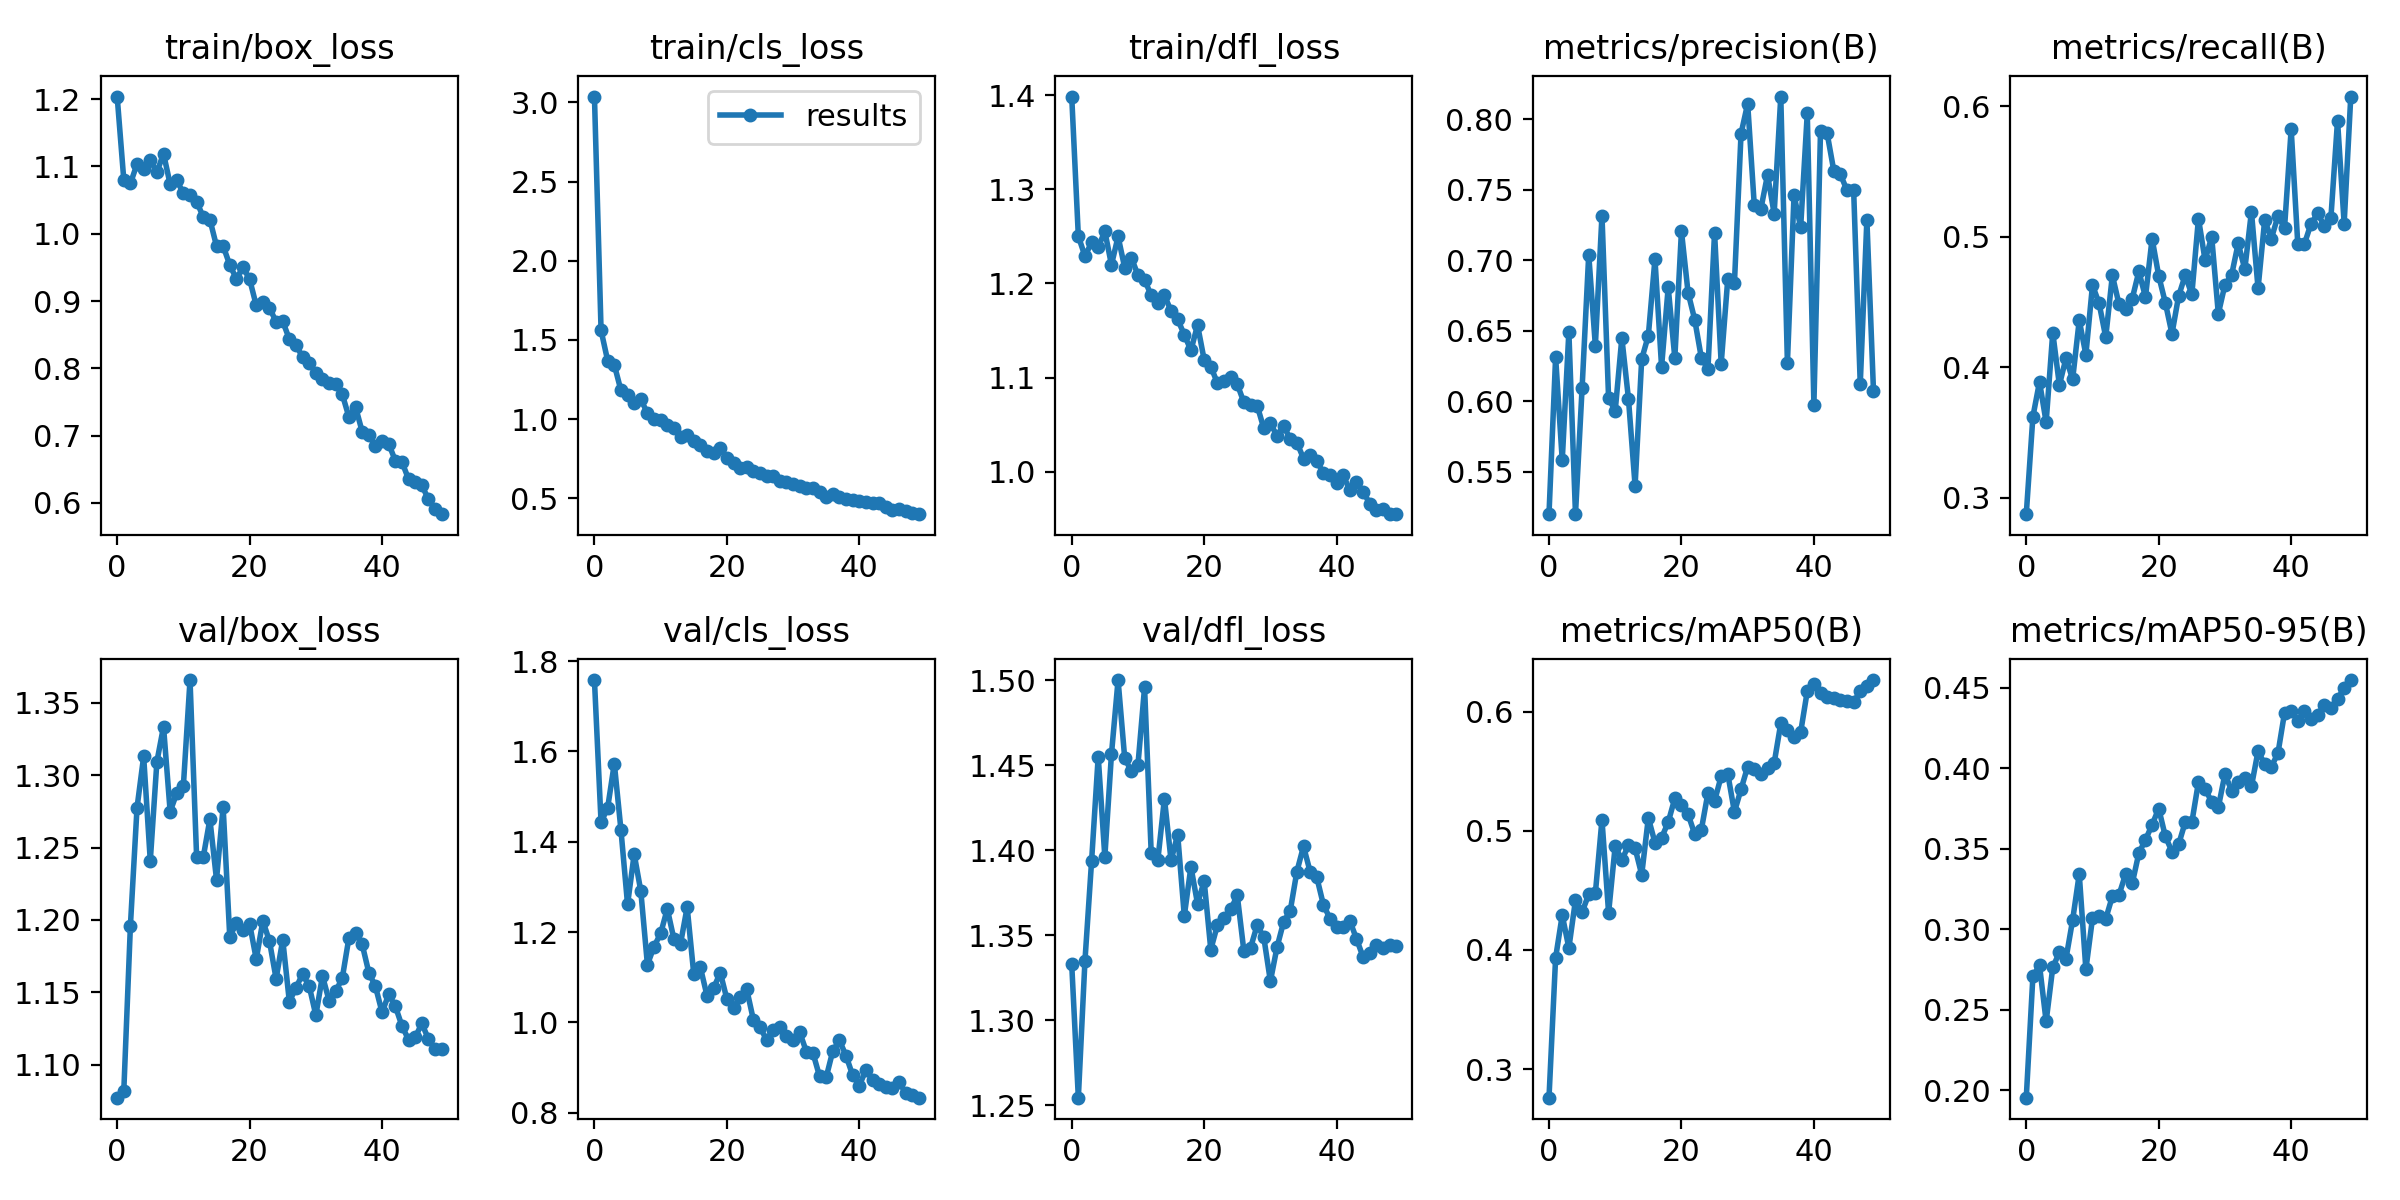 train/box_loss
1.2
1.1
1.0
0.9
0.8
0.7
0.6
0 20 40
train/cls_loss
results
3.0
2.5
2.0
1.5
1.0
0.5
0 20 40
train/dfl_loss
1.4
1.3
1.2
1.1
1.0
0 20 40
metrics/precision(B)
0.80
0.75
0.70
0.65
0.60
0.55
0 20 40
metrics/recall(B)
0.6
0.5
0.4
0.3
0 20 40
val/box_loss
1.35
1.30
1.25
1.20
1.15
1.10
0 20 40
val/cls_loss
1.8
1.6
1.4
1.2
1.0
0.8
0 20 40
val/dfl_loss
1.50
1.45
1.40
1.35
1.30
1.25
0 20 40
metrics/mAP50(B)
0.6
0.5
0.4
0.3
0 20 40
metrics/mAP50-95(B)
0.45
0.40
0.35
0.30
0.25
0.20
0 20 40